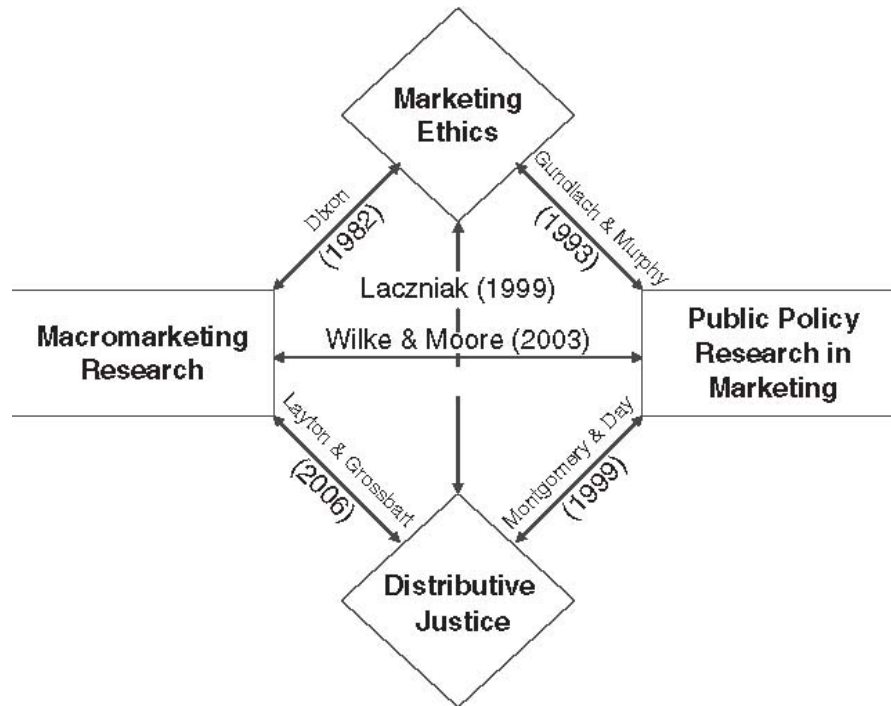 Marketing
Ethics
Dixon
(1982)
Gundlach & Murphy
(1993)
Laczniak (1999)
Wilke & Moore (2003)
Macromarketing
Research
Public Policy
Research in
Marketing
Layton & Grossbart
(2006)
Montgomery & Day
(1999)
Distributive
Justice